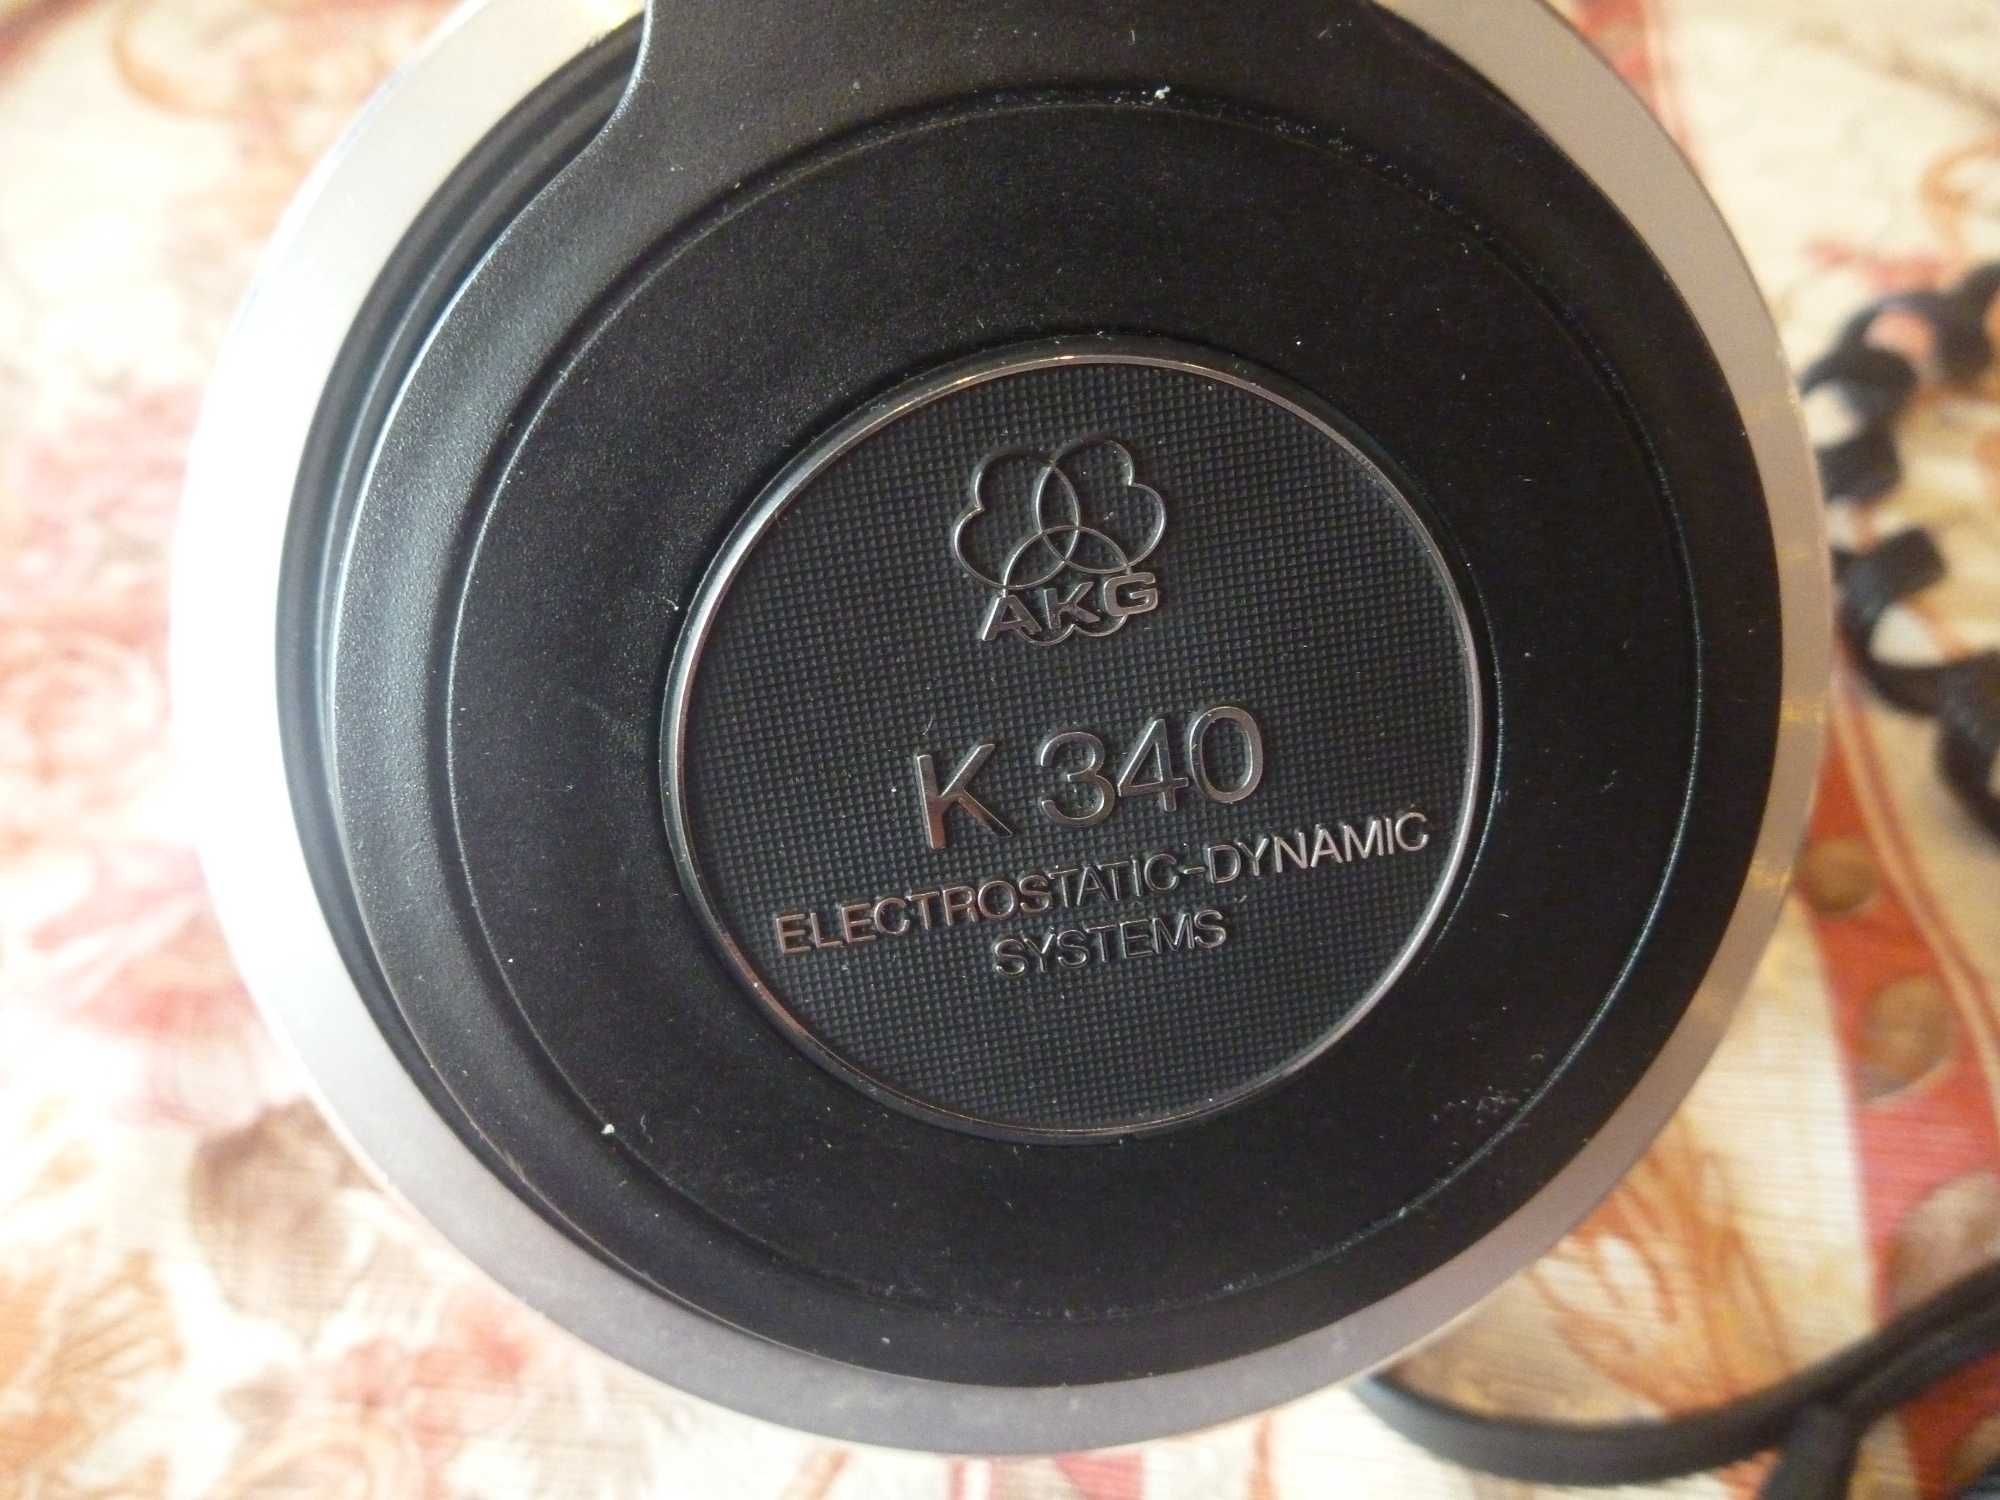 AKG
K 340
ELECTROSTATIC-DYNAMIC
SYSTEMS